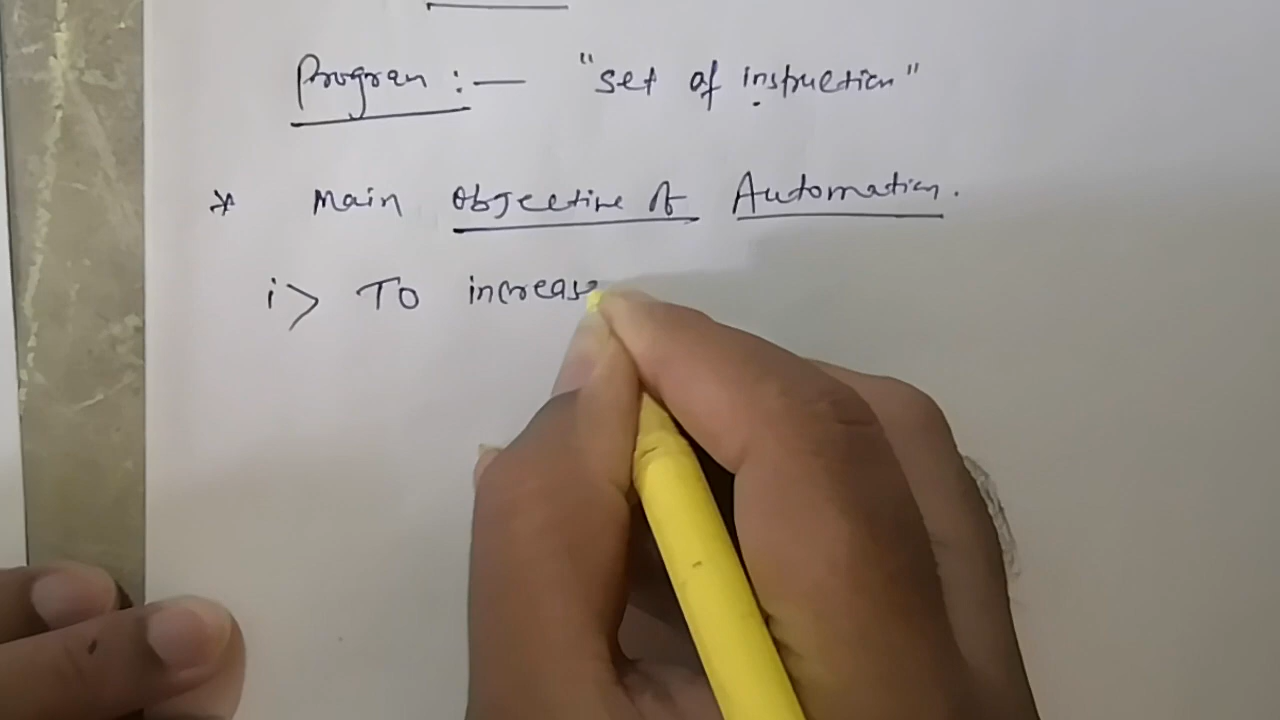 Program :— "set of instruction"
* Main Objective of Automation.
i> To increase